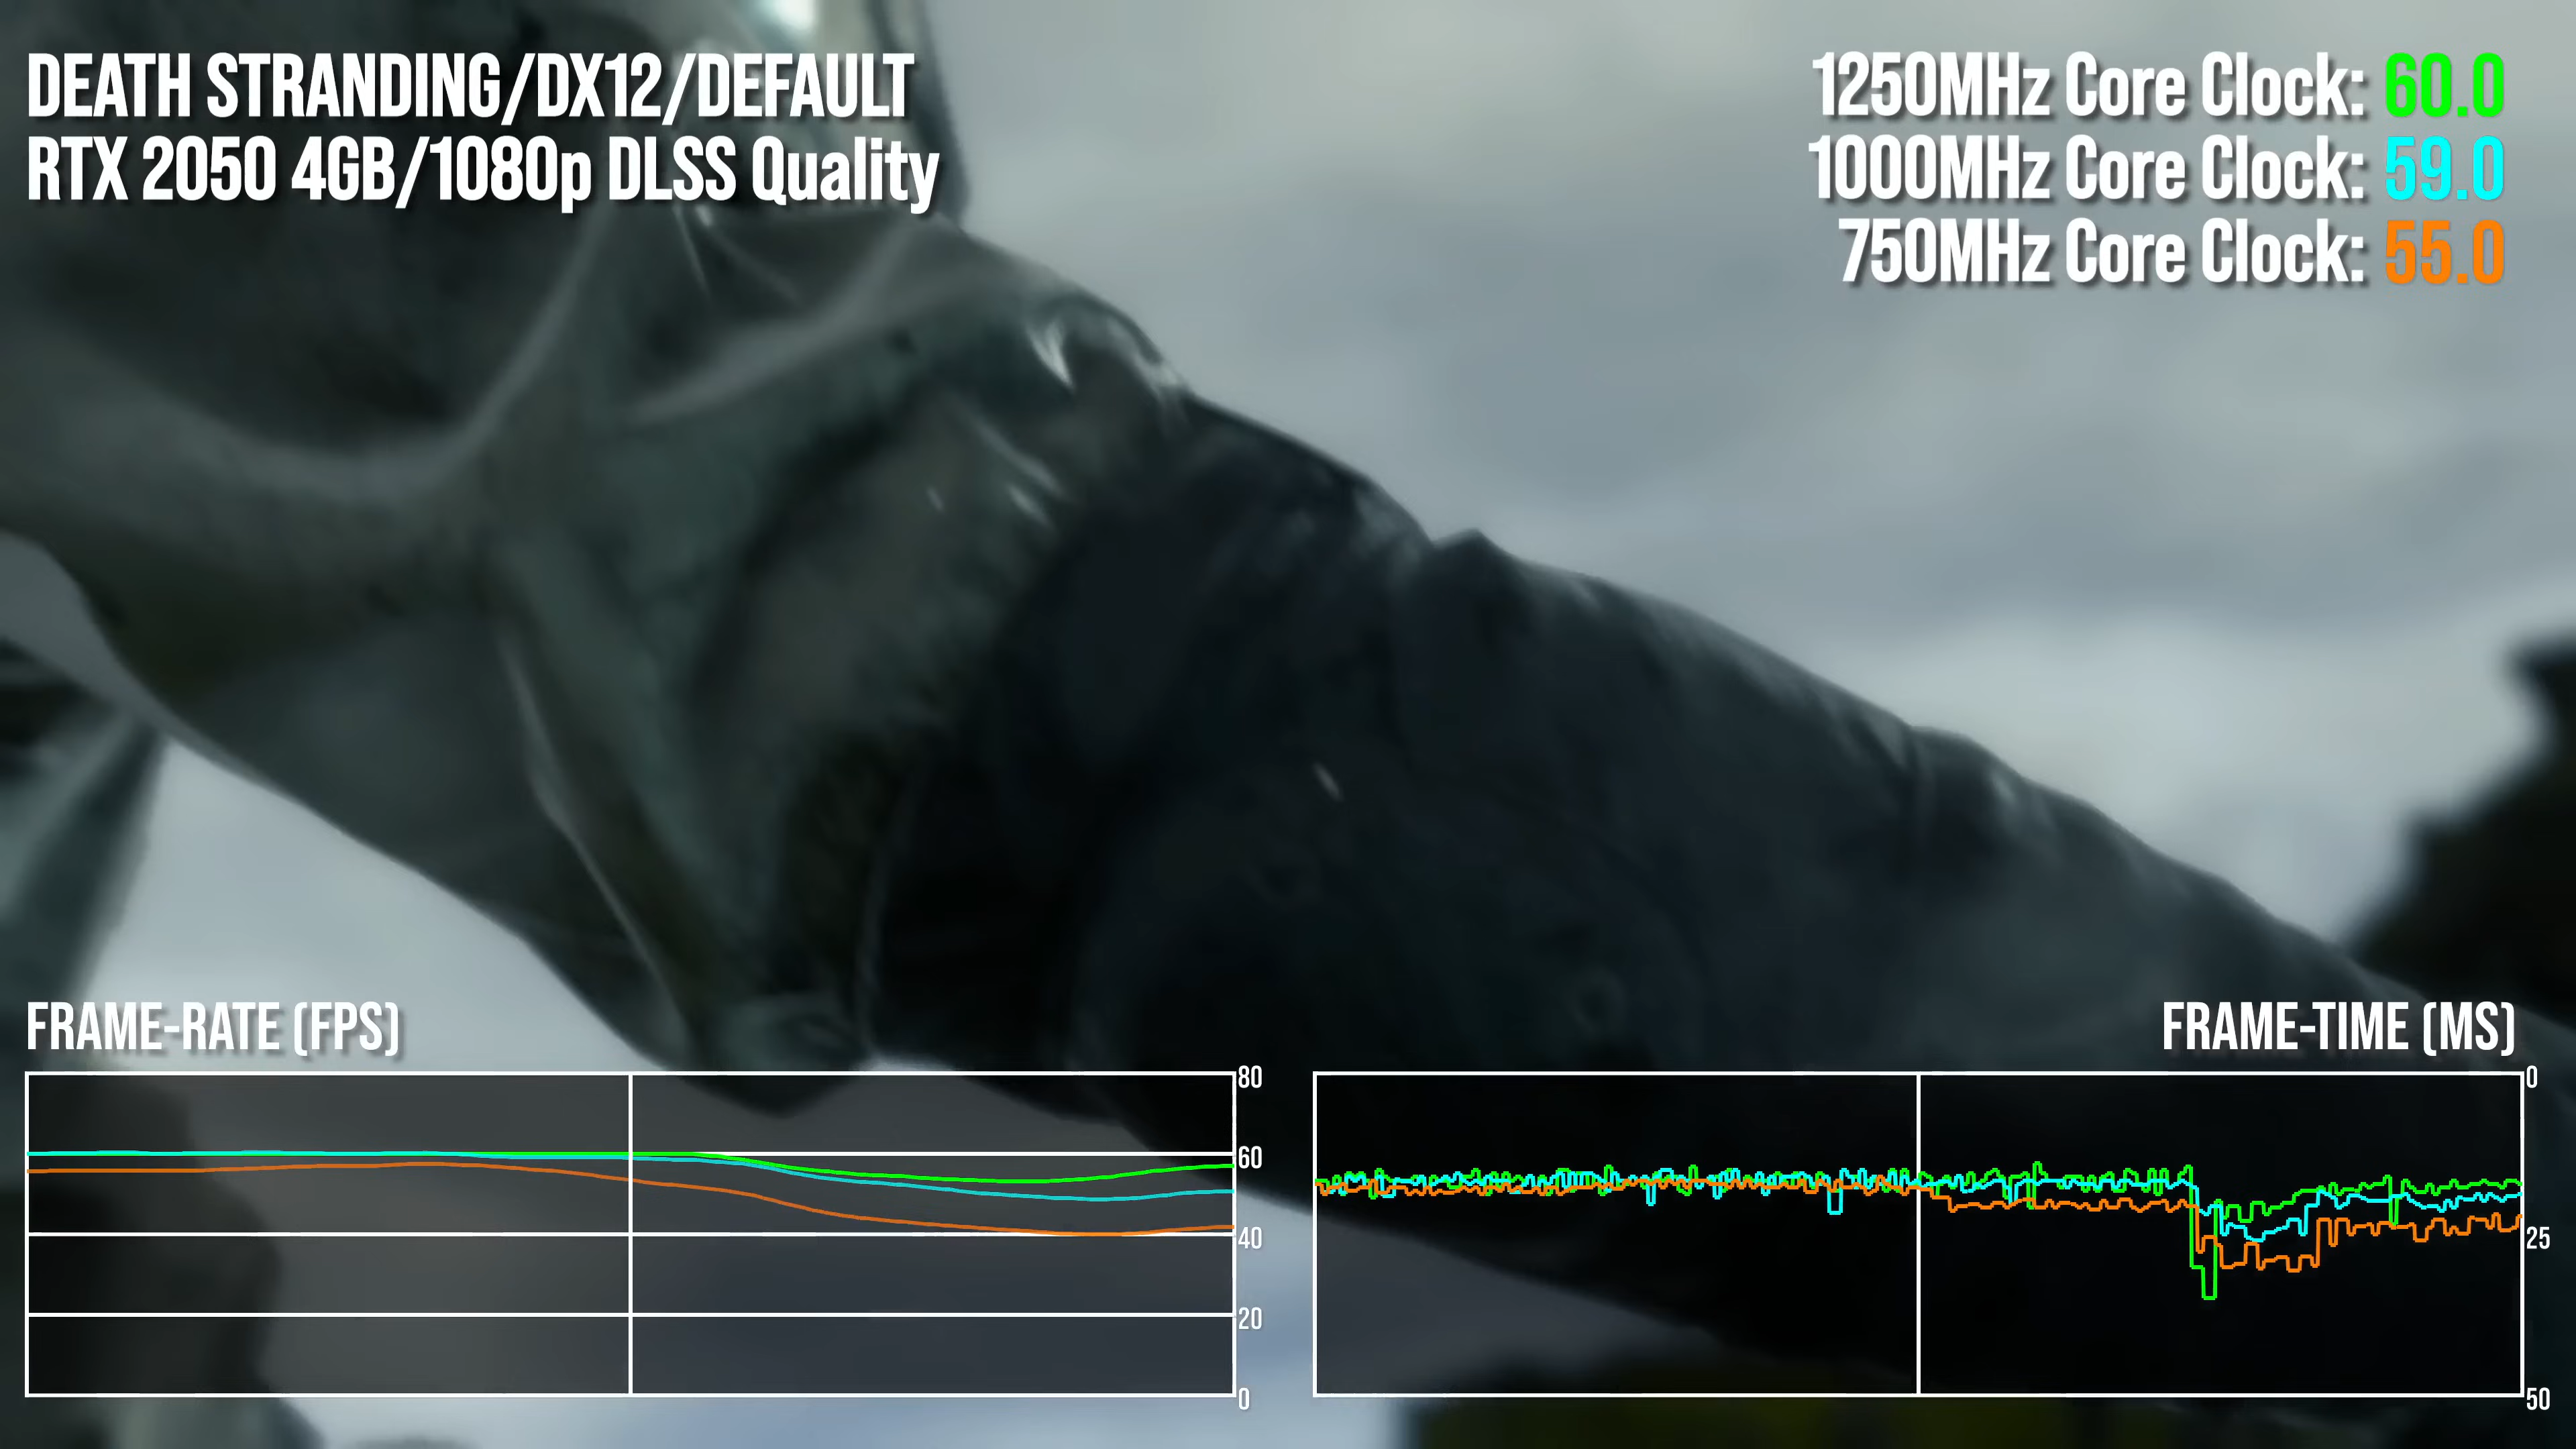 DEATH STRANDING/DX12/DEFAULT
RTX 2050 4GB/1080p DLSS Quality
1250MHz Core Clock: 60.0
1000MHz Core Clock: 59.0
750MHz Core Clock: 55.0
FRAME-RATE (FPS)
80
60
40
20
0
FRAME-TIME (MS)
0
25
50